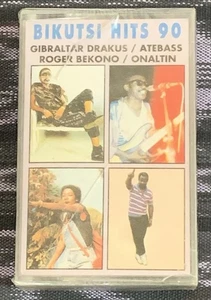 BIKUTSI HITS 90
GIBRALTAR DRAKUS / ATEBASS
ROGER BEKONO / ONALTIN